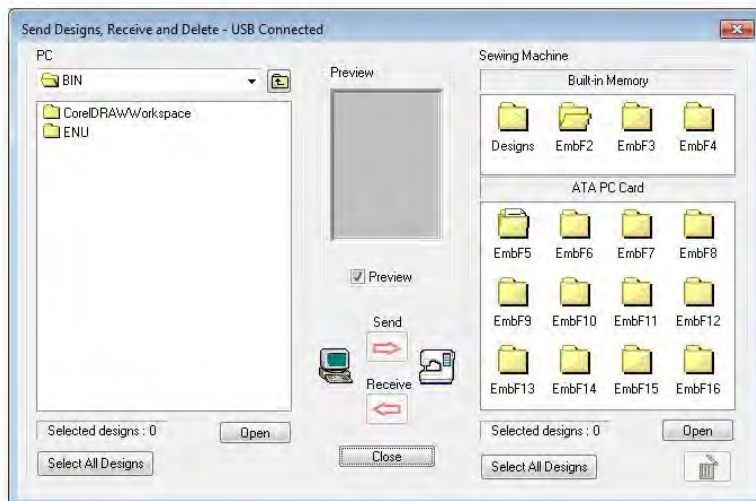 Send Designs, Receive and Delete - USB Connected
PC
BIN
CorelDRAWWorkspace
ENU
Selected designs : 0
Open
Select All Designs
Preview
Preview
Send
Receive
Close
Sewing Machine
Built-in Memory
Designs EmbF2 EmbF3 EmbF4
ATA PC Card
EmbF5 EmbF6 EmbF7 EmbF8
EmbF9 EmbF10 EmbF11 EmbF12
EmbF13 EmbF14 EmbF15 EmbF16
Selected designs : 0
Open
Select All Designs